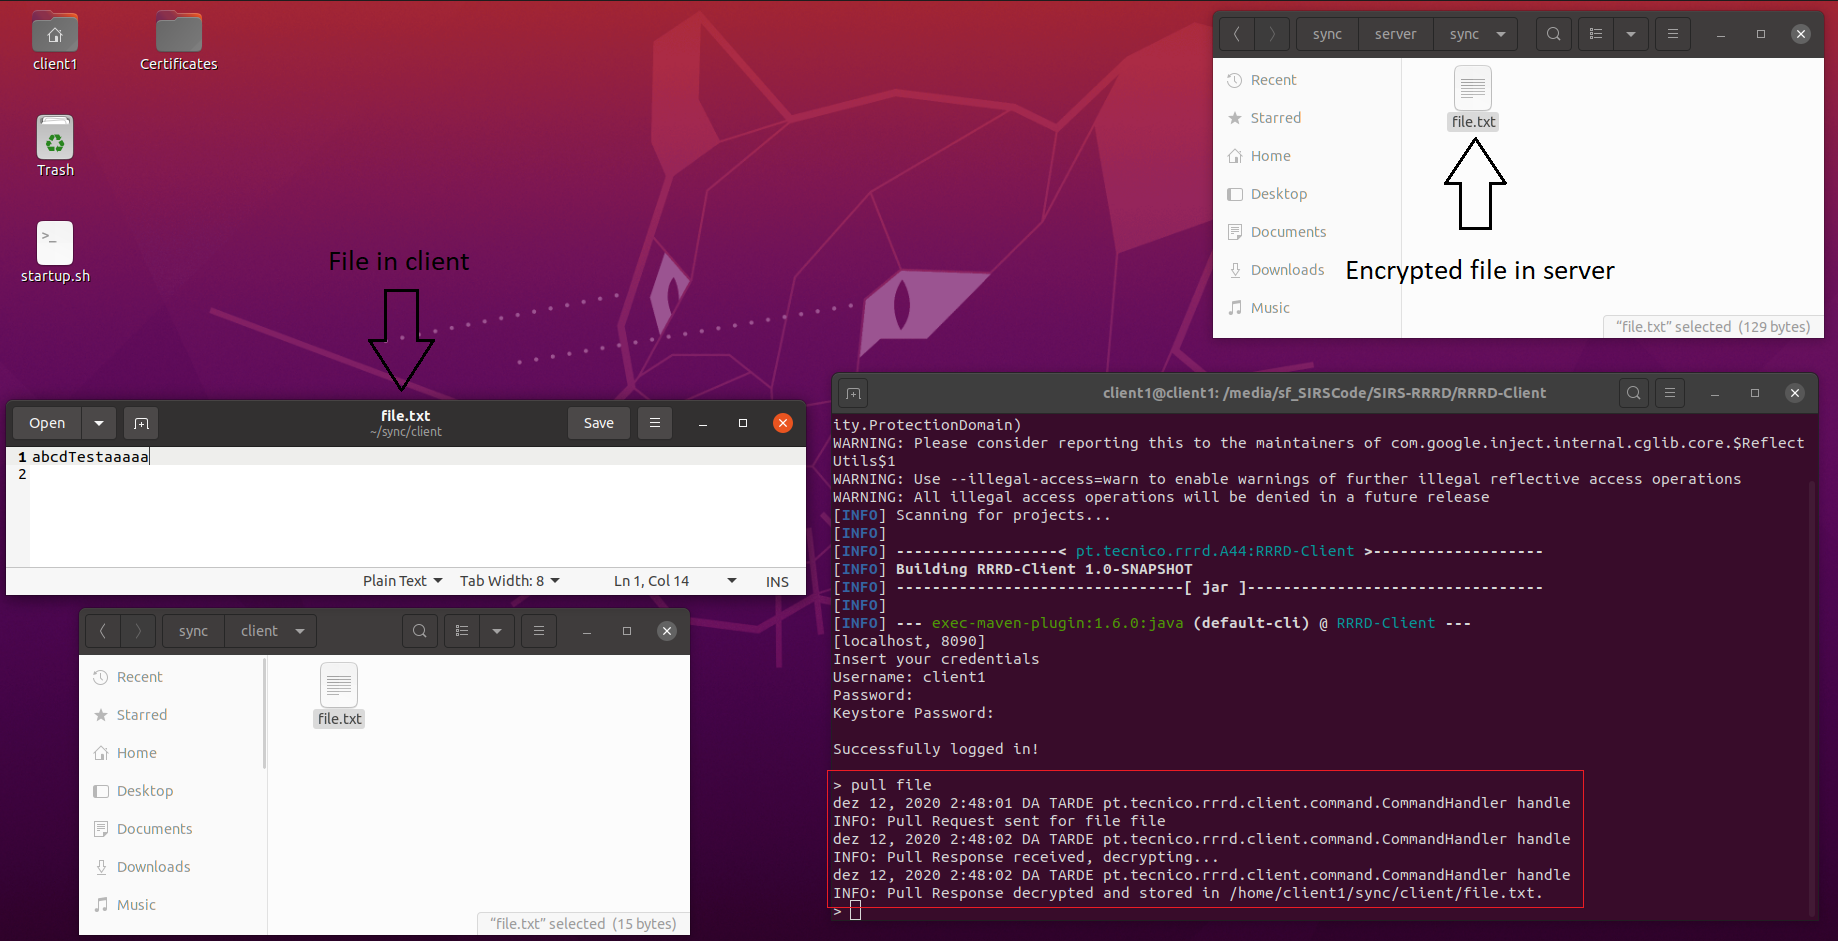 client1
Certificates
Trash
>_
startup.sh
File in client
sync
server
sync
Recent
Starred
Home
Desktop
Documents
Downloads
Music
file.txt
Encrypted file in server
“file.txt” selected (129 bytes)
Open
file.txt
~/sync/client
Save
1 abcdTestaaaaa
2
Plain Text
Tab Width: 8
Ln 1, Col 14
INS
sync
client
Recent
Starred
Home
Desktop
Documents
Downloads
Music
file.txt
“file.txt” selected (15 bytes)
client1@client1: /media/sf_SIRSCode/SIRS-RRRD/RRRD-Client
ity.ProtectionDomain)
WARNING: Please consider reporting this to the maintainers of com.google.inject.internal.cglib.core.$Reflect
Utils$1
WARNING: Use --illegal-access=warn to enable warnings of further illegal reflective access operations
WARNING: All illegal access operations will be denied in a future release
[INFO] Scanning for projects...
[INFO]
[INFO] ------------------< pt.tecnico.rrrd.A44:RRRD-Client >-------------------
[INFO] Building RRRD-Client 1.0-SNAPSHOT
[INFO] --------------------------------[ jar ]---------------------------------
[INFO]
[INFO] --- exec-maven-plugin:1.6.0:java (default-cli) @ RRRD-Client ---
[localhost, 8090]
Insert your credentials
Username: client1
Password:
Keystore Password:
Successfully logged in!
> pull file
dez 12, 2020 2:48:01 DA TARDE pt.tecnico.rrrd.client.command.CommandHandler handle
INFO: Pull Request sent for file file
dez 12, 2020 2:48:02 DA TARDE pt.tecnico.rrrd.client.command.CommandHandler handle
INFO: Pull Response received, decrypting...
dez 12, 2020 2:48:02 DA TARDE pt.tecnico.rrrd.client.command.CommandHandler handle
INFO: Pull Response decrypted and stored in /home/client1/sync/client/file.txt.
>